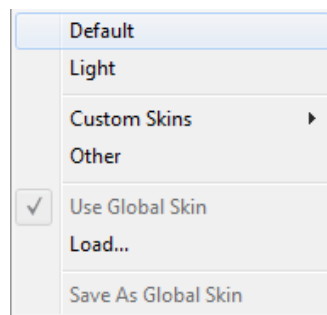 Default
Light
Custom Skins
Other
Use Global Skin
Load...
Save As Global Skin